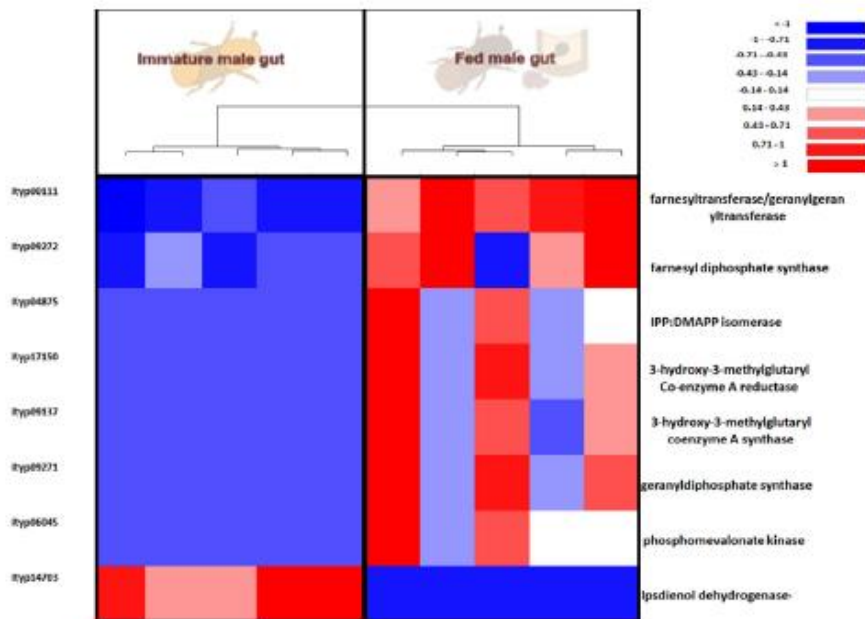 Immature male gut
Fed male gut
< -1
-1 - -0.71
-0.71 - -0.43
-0.43 - -0.14
-0.14 - 0.14
0.14 - 0.43
0.43 - 0.71
0.71 - 1
> 1
Ityp00111
farnesyltransferase/geranylgeran
yltransferase
Ityp09272
farnesyl diphosphate synthase
Ityp04875
IPP:DMAPP isomerase
Ityp17150
3-hydroxy-3-methylglutaryl
Co-enzyme A reductase
Ityp09137
3-hydroxy-3-methylglutaryl
coenzyme A synthase
Ityp09271
geranyldiphosphate synthase
Ityp06045
phosphomevalonate kinase
Ityp14703
Ipsdienol dehydrogenase-